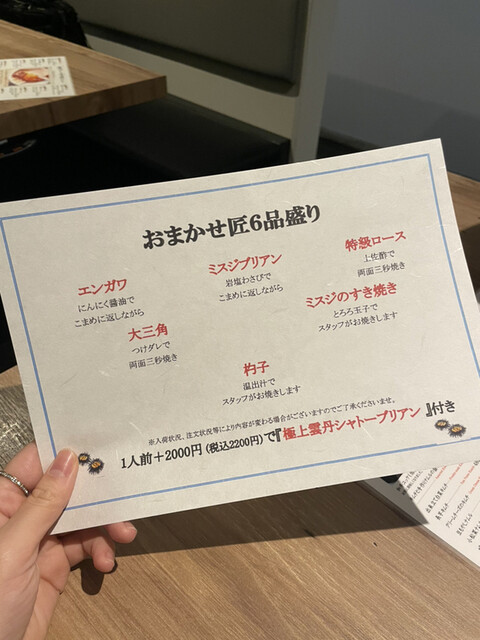 おまかせ匠6品盛り
エンガワ
にんにく醤油で
こまめに返しながら
ミスジブリアン
岩塩わさびで
こまめに返しながら
特級ロース
土佐酢で
両面三秒焼き
大三角
つけダレで
両面三秒焼き
ミスジのすき焼き
とろろ玉子で
スタッフがお焼きします
杓子
温出汁で
スタッフがお焼きします
※入荷状況、注文状況等により内容が変わる場合がございますのでご了承くださいませ。
1人前+2000円(税込2200円)で『極上雲丹シャトーブリアン』付き